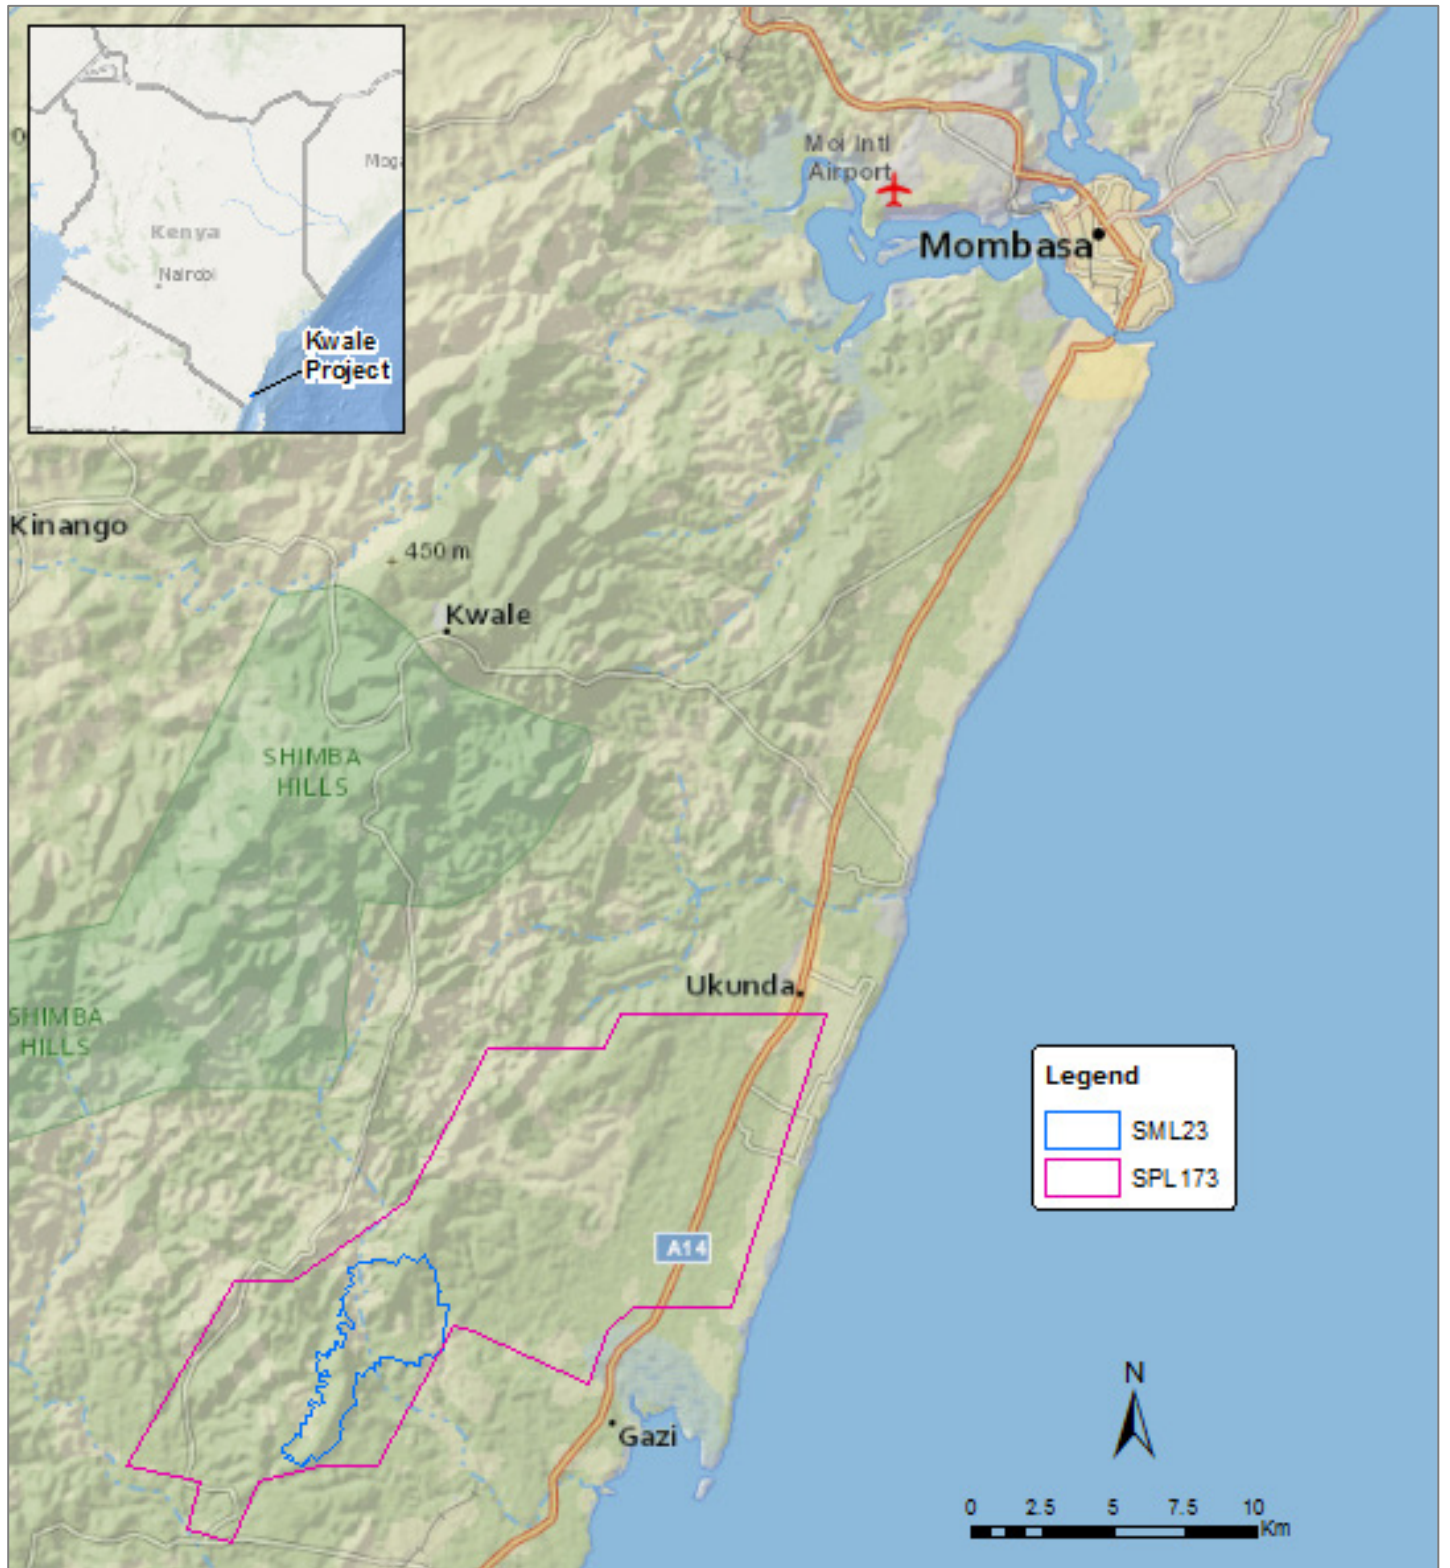 Moga
Kenya
Nairobi
Kwale
Project
Moi Intl
Airport
Mombasa
Kinango
450 m
Kwale
SHIMBA
HILLS
Ukunda
SHIMBA
HILLS
Legend
SML23
SPL173
A14
Gazi
N
0 2.5 5 7.5 10
Km